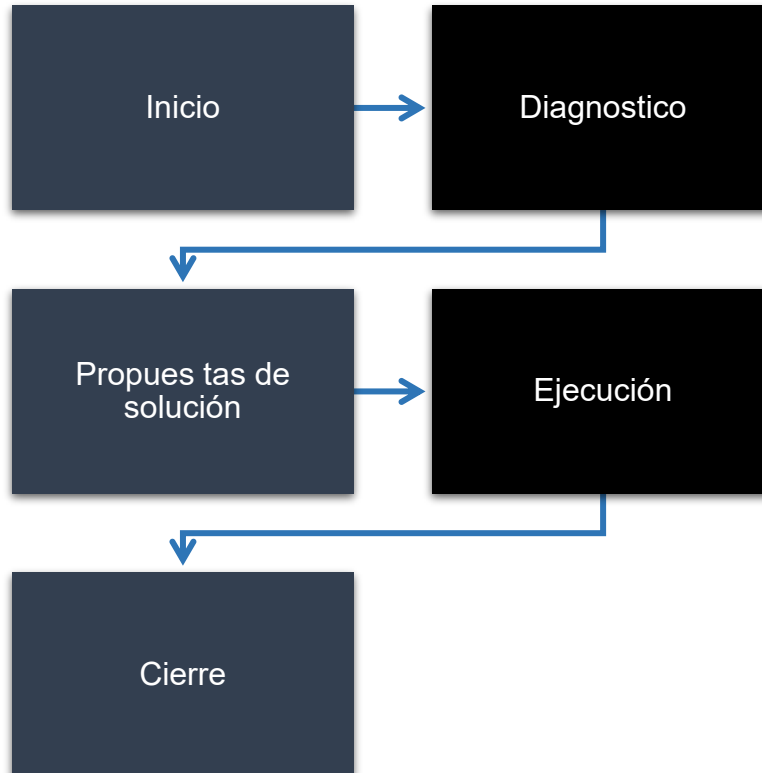 Inicio
Diagnostico
Propues tas de
solución
Ejecución
Cierre